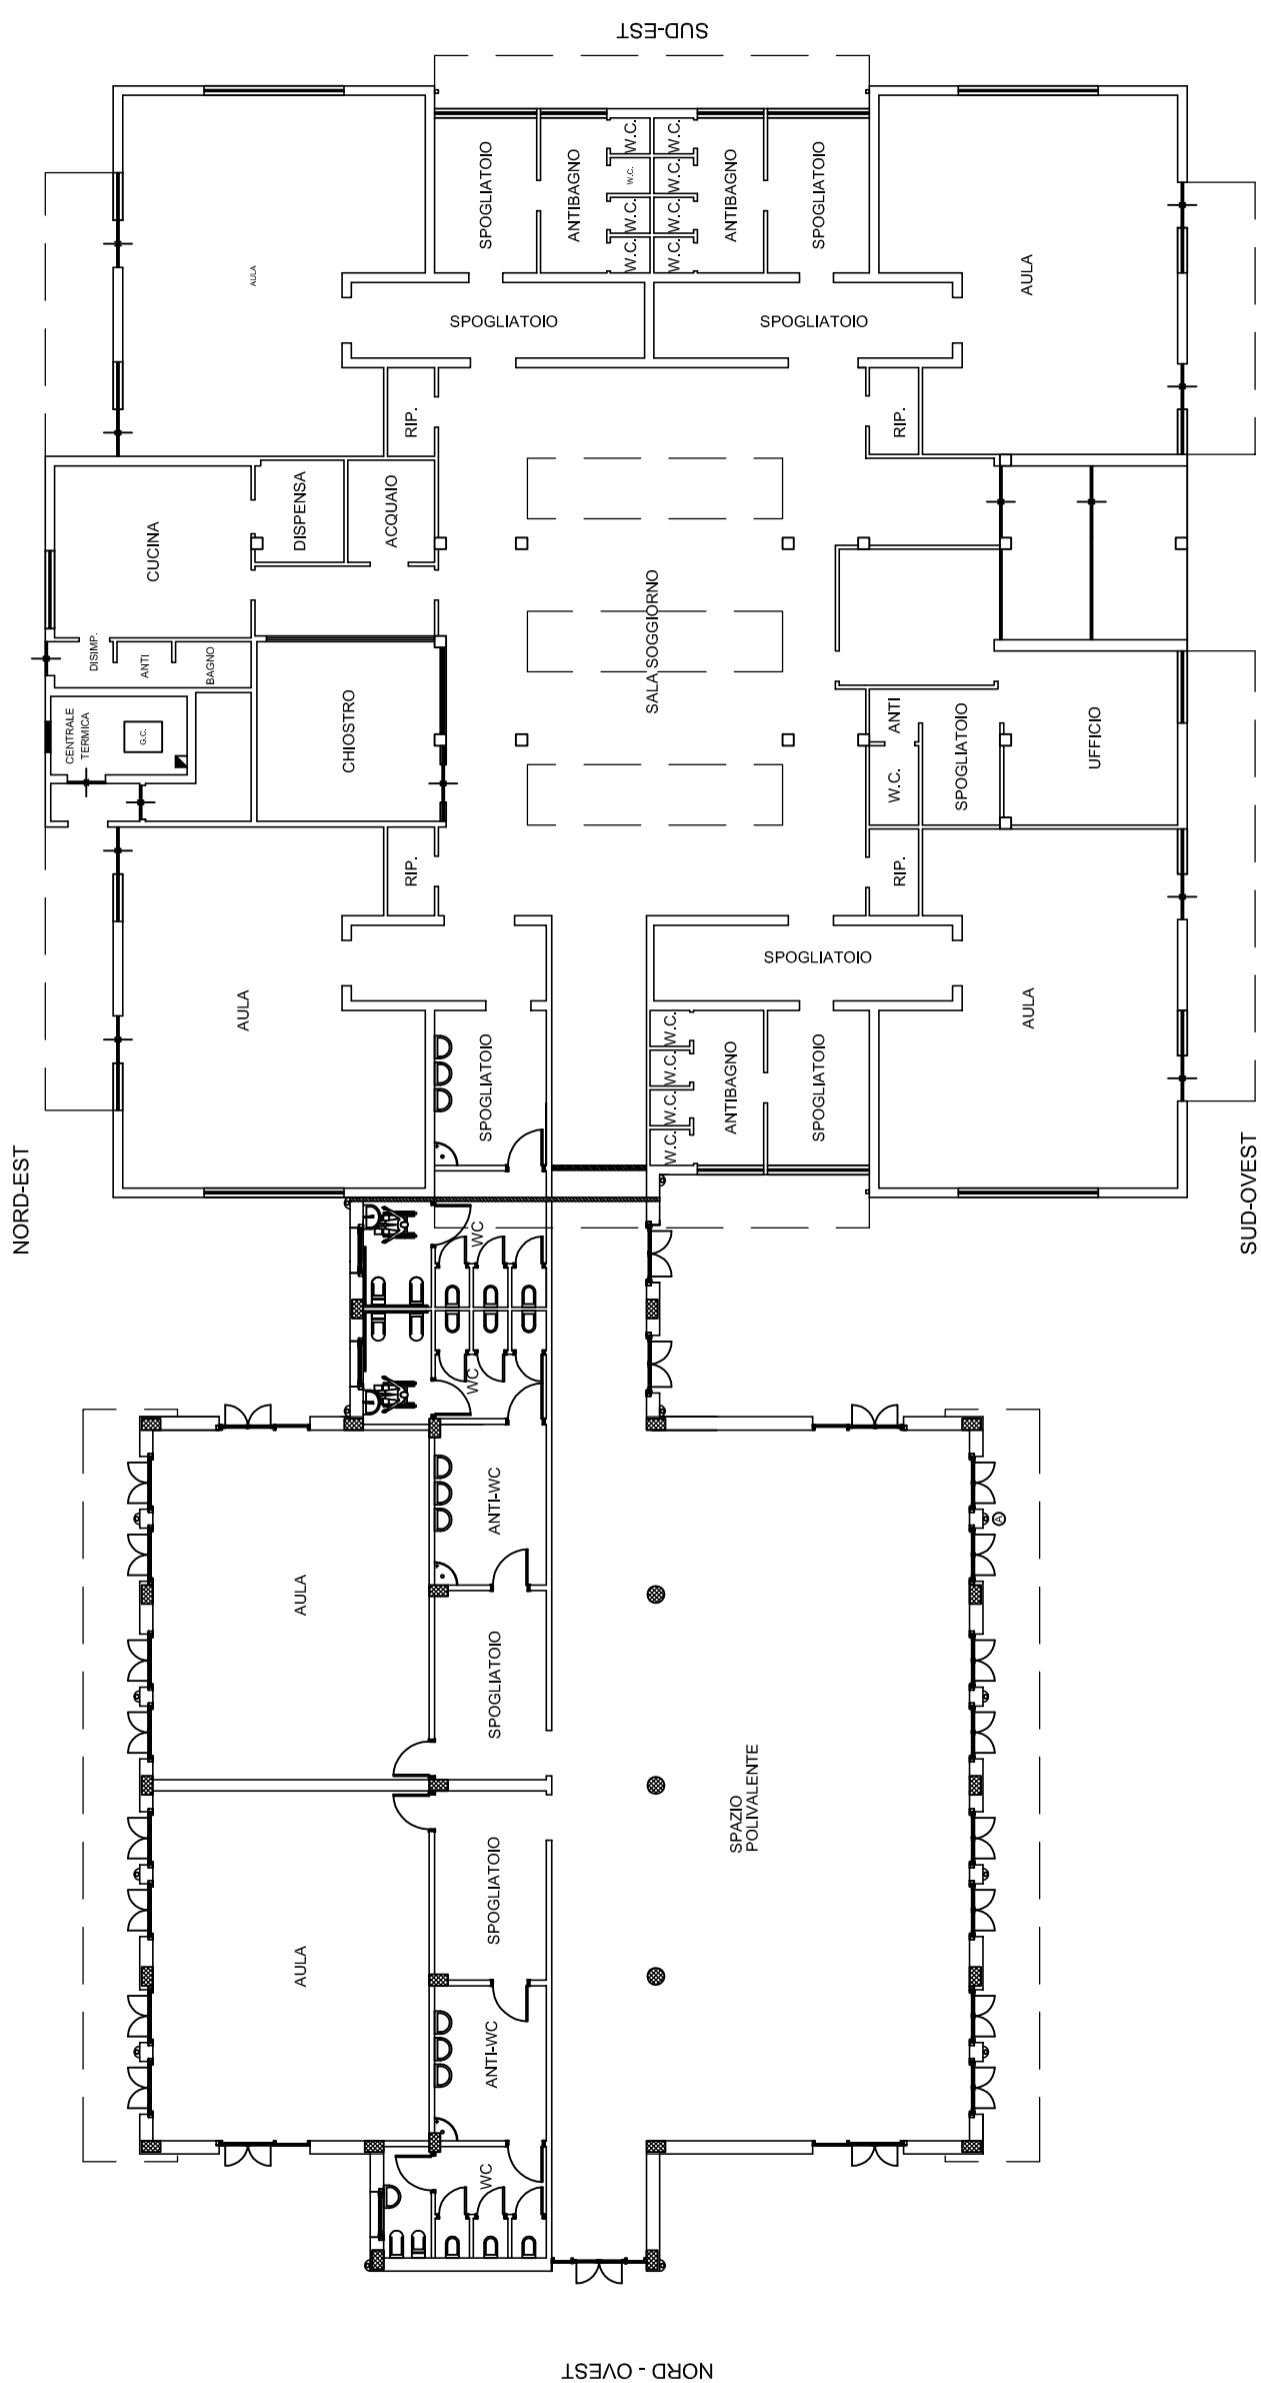 SUD-EST
W.C.
W.C.
SPOGLIATOIO
ANTIBAGNO
W.C.
W.C.
ANTIBAGNO
SPOGLIATOIO
W.C.
W.C.
W.C.
W.C.
AULA
AULA
SPOGLIATOIO
SPOGLIATOIO
RIP.
RIP.
CUCINA
DISPENSA
ACQUAIO
SALA SOGGIORNO
DISIMP.
ANTI
BAGNO
CENTRALE
TERMICA
G.C.
CHIOSTRO
ANTI
W.C.
SPOGLIATOIO
UFFICIO
RIP.
RIP.
SPOGLIATOIO
AULA
AULA
SPOGLIATOIO
W.C.
W.C.
W.C.
W.C.
ANTIBAGNO
SPOGLIATOIO
NORD-EST
SUD-OVEST
WC
WC
ANTI-WC
A
AULA
SPOGLIATOIO
SPAZIO
POLIVALENTE
SPOGLIATOIO
AULA
ANTI-WC
WC
NORD - OVEST